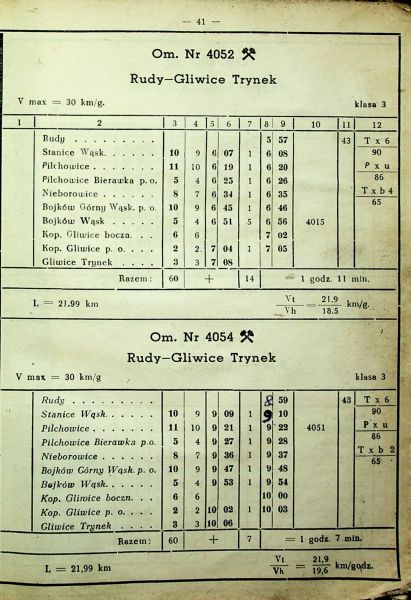 — 41 —
Om. Nr 4052 ⚒
Rudy—Gliwice Trynek
V max = 30 km/g. klasa 3
1 2 3 4 5 6 7 8 9 10 11 12
Rudy . . . . . . . . . 5 57 43 T x 6
Stanice Wąsk. . . . . . 10 9 6 07 1 6 08 90
Pilchowice . . . . . . 11 10 6 19 1 6 20 P x u
Pilchowice Bierawka p. o. 5 4 6 25 1 6 26 86
Nieborowice . . . . . 8 7 6 34 1 6 35 T x b 4
Bojków Górny Wąsk. p. o. 10 9 6 45 1 6 46 65
Bojków Wąsk . . . . . 5 4 6 51 5 6 56 4015
Kop. Gliwice boczn. . . 6 6 7 02
Kop. Gliwice p. o. . . . 2 2 7 04 1 7 05
Gliwice Trynek . . . . 3 3 7 08
Razem: 60 + 14 = 1 godz. 11 min.
L = 21.99 km Vt/Vh = 21.9/18.5 km/g.
Om. Nr 4054 ⚒
Rudy—Gliwice Trynek
V max = 30 km/g klasa 3
Rudy . . . . . . . . . 8 59 43 T x 6
Stanice Wąsk. . . . . . 10 9 9 09 1 9 10 90
Pilchowice . . . . . . 11 10 9 21 1 9 22 4051 P x u
Pilchowice Bierawka p.o. 5 4 9 27 1 9 28 86
Nieborowice . . . . . 8 7 9 36 1 9 37 T x b 2
Bojków Górny Wąsk. p. o. 10 9 9 47 1 9 48 65
Bojków Wąsk. . . . . . 5 4 9 53 1 9 54
Kop. Gliwice boczn. . . 6 6 10 00
Kop. Gliwice p. o. . . . 2 2 10 02 1 10 03
Gliwice Trynek . . . . 3 3 10 06
Razem: 60 + 7 = 1 godz. 7 min.
L = 21,99 km Vt/Vh = 21,9/19,6 km/godz.